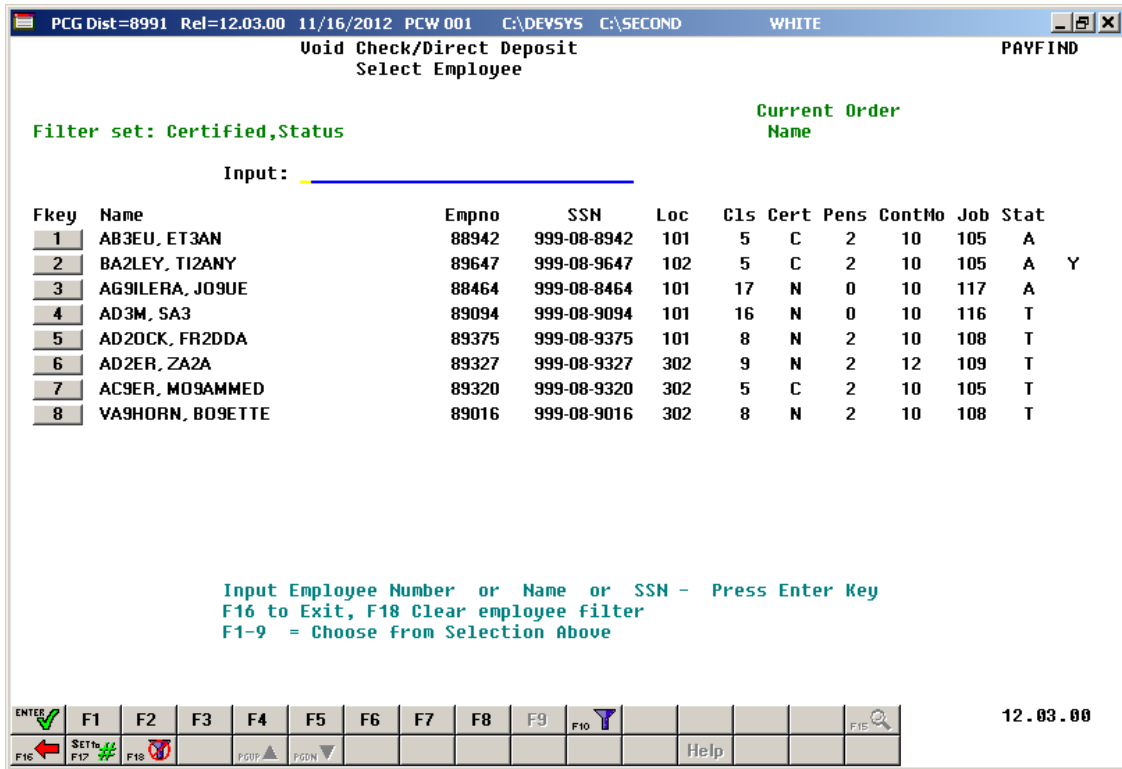 PCG Dist=8991 Rel=12.03.00 11/16/2012 PCW 001 C:\DEVSYS C:\SECOND WHITE
Void Check/Direct Deposit PAYFIND
Select Employee
Current Order
Filter set: Certified,Status Name
Input:
Fkey Name Empno SSN Loc Cls Cert Pens ContMo Job Stat
1 AB3EU, ET3AN 88942 999-08-8942 101 5 C 2 10 105 A
2 BA2LEY, TI2ANY 89647 999-08-9647 102 5 C 2 10 105 A Y
3 AG9ILERA, JO9UE 88464 999-08-8464 101 17 N 0 10 117 A
4 AD3M, SA3 89094 999-08-9094 101 16 N 0 10 116 T
5 AD2OCK, FR2DDA 89375 999-08-9375 101 8 N 2 10 108 T
6 AD2ER, ZA2A 89327 999-08-9327 302 9 N 2 12 109 T
7 AC9ER, MO9AMMED 89320 999-08-9320 302 5 C 2 10 105 T
8 VA9HORN, BO9ETTE 89016 999-08-9016 302 8 N 2 10 108 T
Input Employee Number or Name or SSN - Press Enter Key
F16 to Exit, F18 Clear employee filter
F1-9 = Choose from Selection Above
ENTER F1 F2 F3 F4 F5 F6 F7 F8 F9 F10 F15 12.03.00
F16 SETto F17 # F18 PGUP PGDN Help